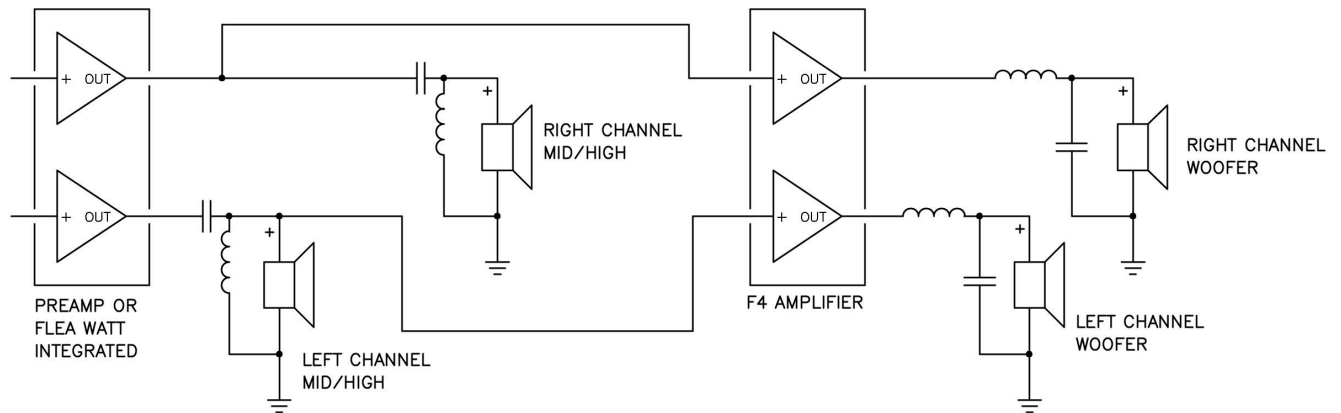 + OUT
+ OUT
PREAMP OR
FLEA WATT
INTEGRATED
+
RIGHT CHANNEL
MID/HIGH
+
LEFT CHANNEL
MID/HIGH
+ OUT
+ OUT
F4 AMPLIFIER
+
RIGHT CHANNEL
WOOFER
+
LEFT CHANNEL
WOOFER